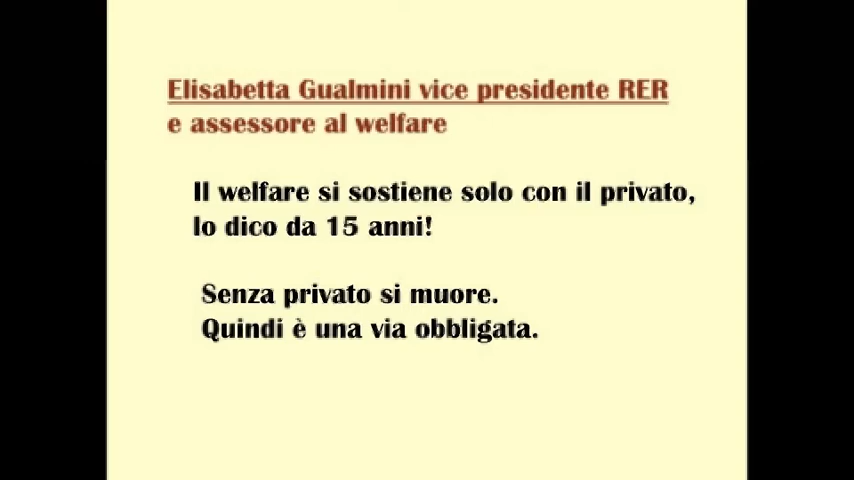 Elisabetta Gualmini vice presidente RER
e assessore al welfare
Il welfare si sostiene solo con il privato,
lo dico da 15 anni!
Senza privato si muore.
Quindi è una via obbligata.